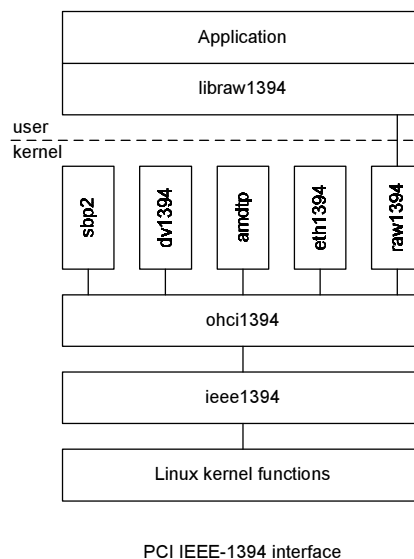 Application
libraw1394
user
kernel
sbp2
dv1394
amdtp
eth1394
raw1394
ohci1394
ieee1394
Linux kernel functions
PCI IEEE-1394 interface